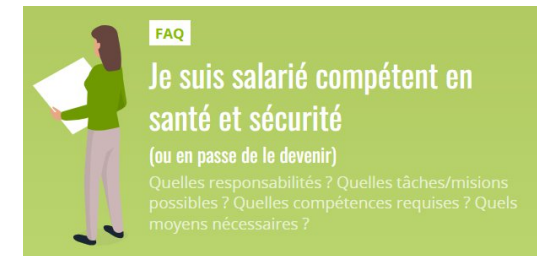 FAQ
Je suis salarié compétent en
santé et sécurité
(ou en passe de le devenir)
Quelles responsabilités ? Quelles tâches/misions
possibles ? Quelles compétences requises ? Quels
moyens nécessaires ?